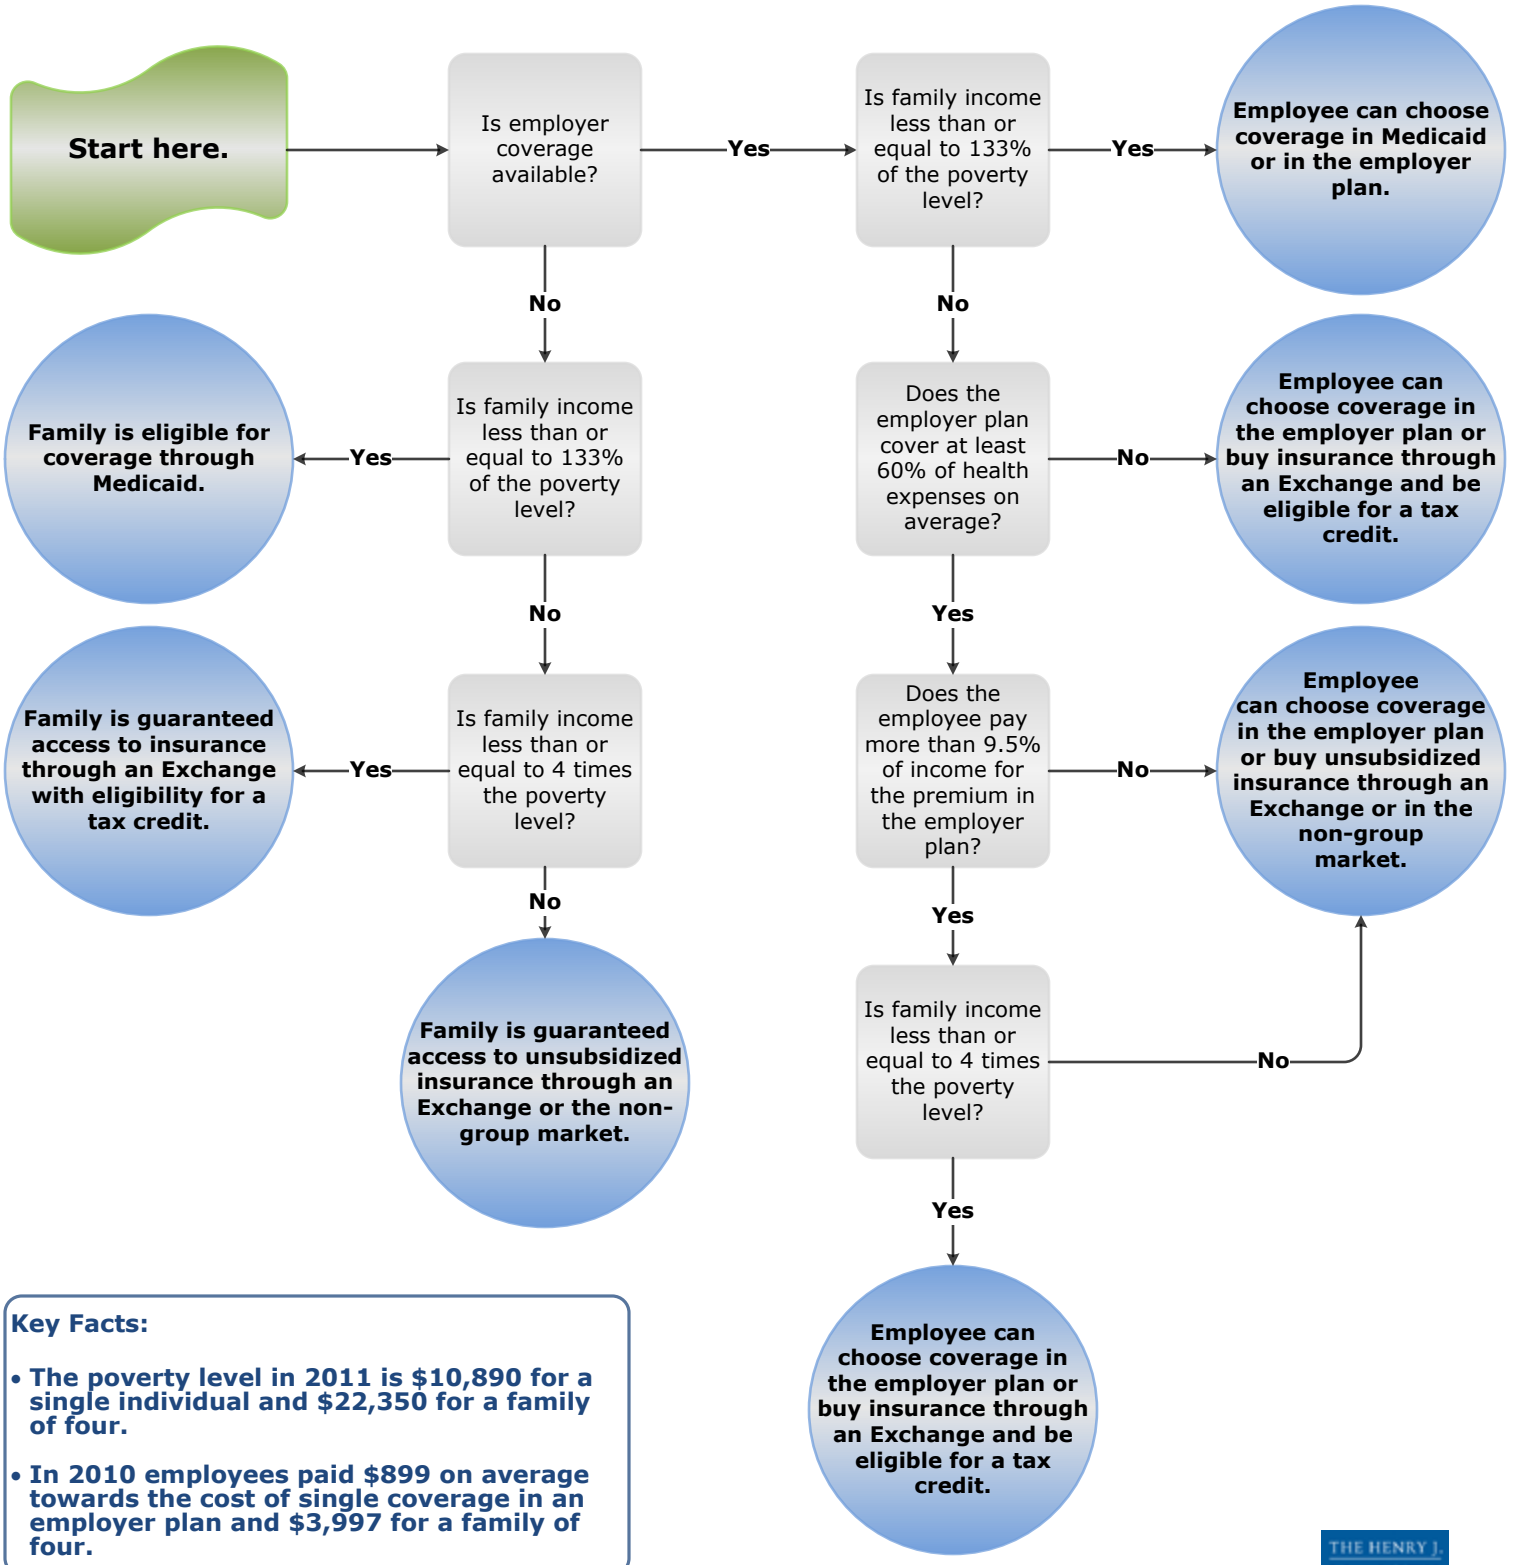 Start here.
Is employer
coverage
available?
Yes
Is family income
less than or
equal to 133%
of the poverty
level?
Yes
Employee can choose
coverage in Medicaid
or in the employer
plan.
No
No
Family is eligible for
coverage through
Medicaid.
Yes
Is family income
less than or
equal to 133%
of the poverty
level?
Does the
employer plan
cover at least
60% of health
expenses on
average?
No
Employee can
choose coverage in
the employer plan or
buy insurance through
an Exchange and be
eligible for a tax
credit.
No
Yes
Family is guaranteed
access to insurance
through an Exchange
with eligibility for a
tax credit.
Yes
Is family income
less than or
equal to 4 times
the poverty
level?
Does the
employee pay
more than 9.5%
of income for
the premium in
the employer
plan?
No
Employee
can choose coverage
in the employer plan
or buy unsubsidized
insurance through an
Exchange or in the
non-group
market.
No
Yes
Family is guaranteed
access to unsubsidized
insurance through an
Exchange or the non-
group market.
Is family income
less than or
equal to 4 times
the poverty
level?
No
Yes
Employee can
choose coverage in
the employer plan or
buy insurance through
an Exchange and be
eligible for a tax
credit.
Key Facts:
• The poverty level in 2011 is $10,890 for a
single individual and $22,350 for a family
of four.
• In 2010 employees paid $899 on average
towards the cost of single coverage in an
employer plan and $3,997 for a family of
four.
THE HENRY J.